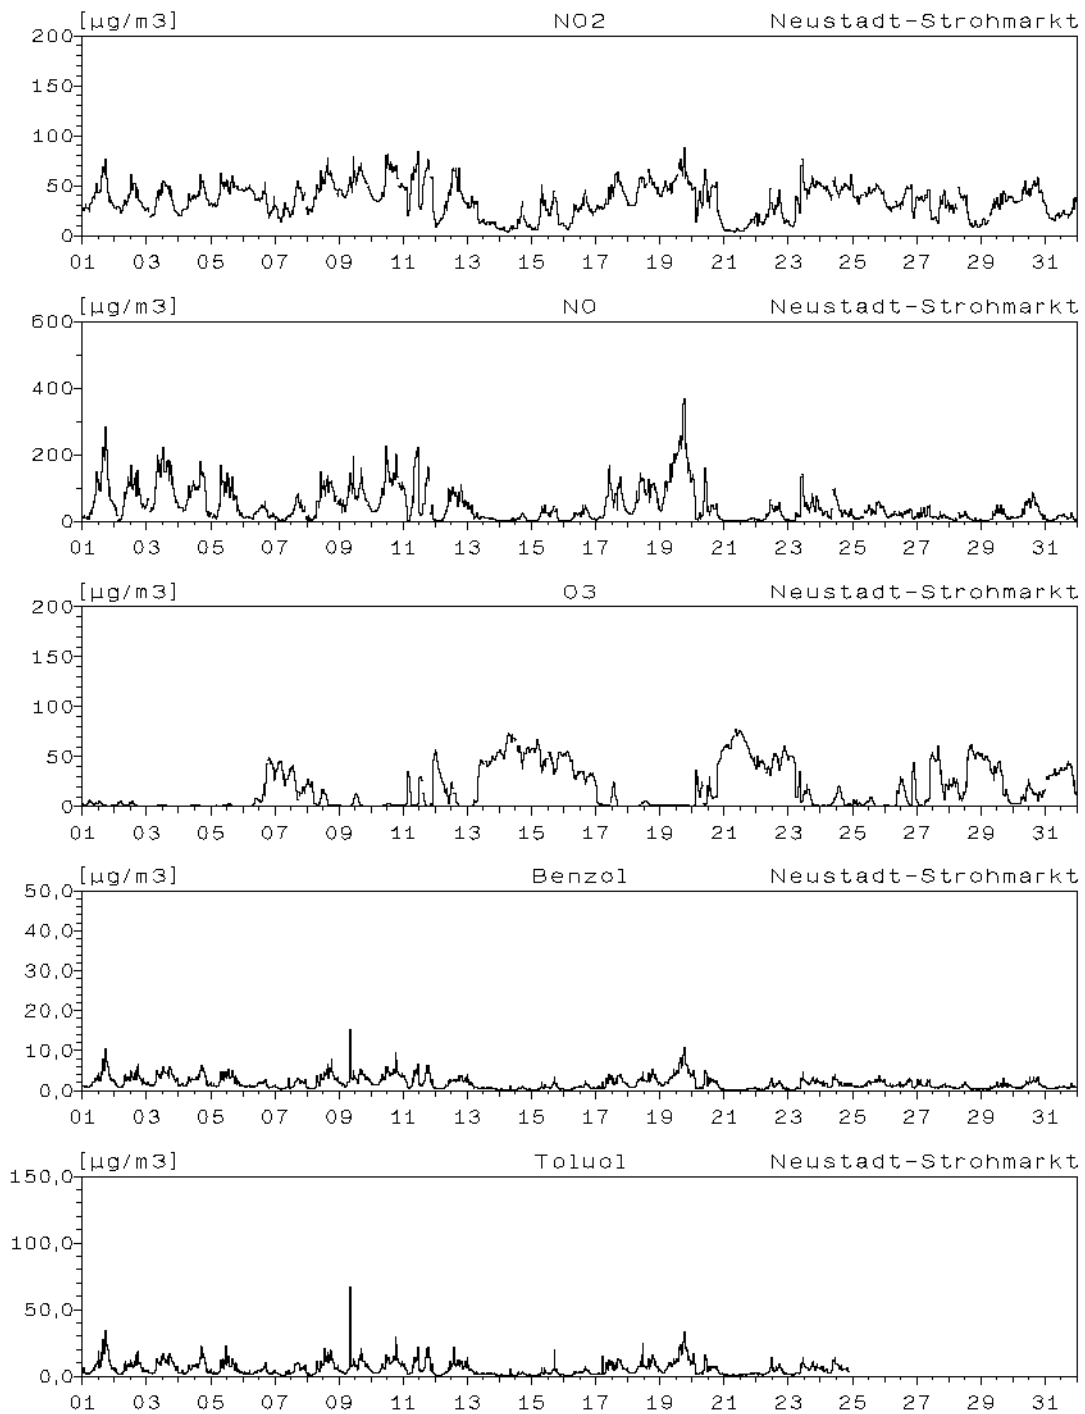 [µg/m3] NO2 Neustadt-Strohmarkt
200
150
100
50
0
01 03 05 07 09 11 13 15 17 19 21 23 25 27 29 31
[µg/m3] NO Neustadt-Strohmarkt
600
400
200
0
01 03 05 07 09 11 13 15 17 19 21 23 25 27 29 31
[µg/m3] O3 Neustadt-Strohmarkt
200
150
100
50
0
01 03 05 07 09 11 13 15 17 19 21 23 25 27 29 31
[µg/m3] Benzol Neustadt-Strohmarkt
50,0
40,0
30,0
20,0
10,0
0,0
01 03 05 07 09 11 13 15 17 19 21 23 25 27 29 31
[µg/m3] Toluol Neustadt-Strohmarkt
150,0
100,0
50,0
0,0
01 03 05 07 09 11 13 15 17 19 21 23 25 27 29 31